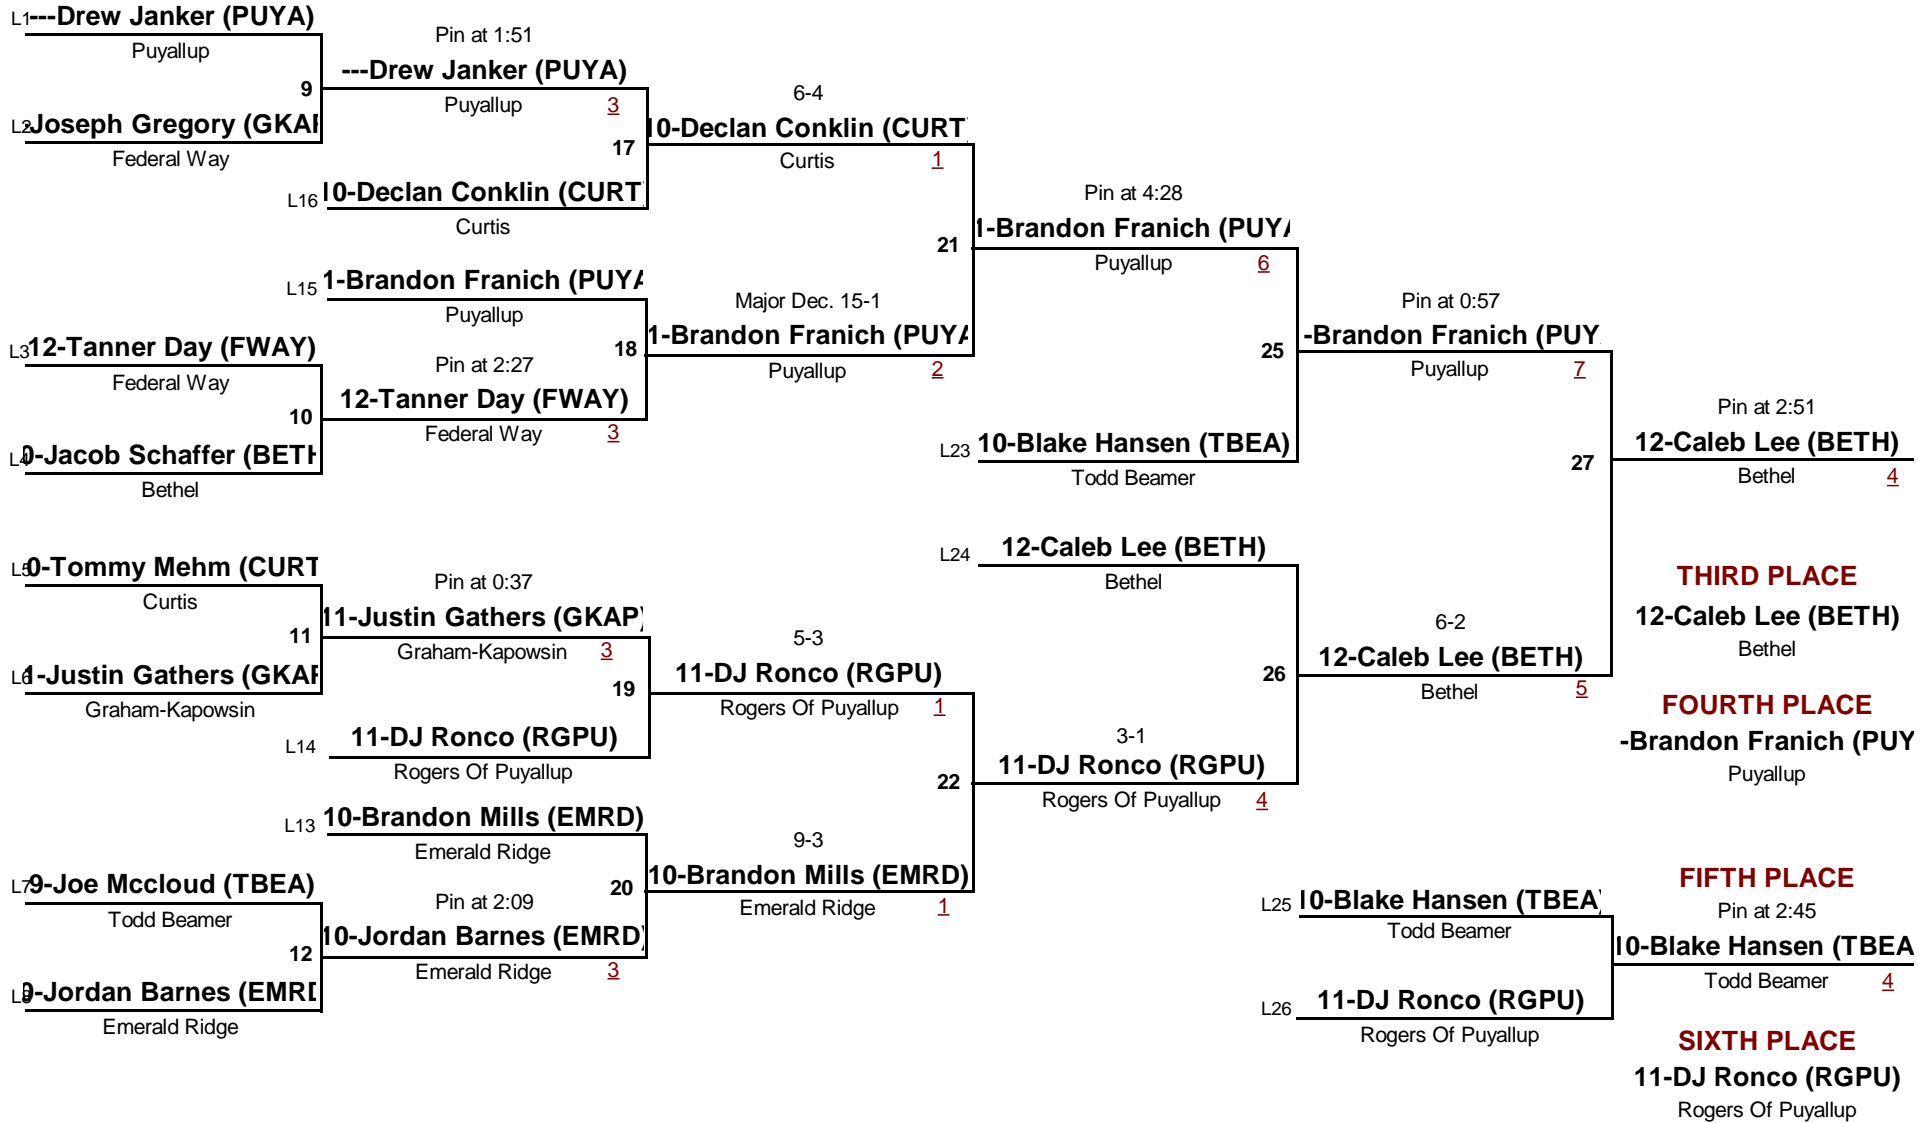 L1 ---Drew Janker (PUYA)
Puyallup
9
L2 Joseph Gregory (GKAP
Federal Way
L3 12-Tanner Day (FWAY)
Federal Way
10
L4 0-Jacob Schaffer (BETH
Bethel
L5 0-Tommy Mehm (CURT
Curtis
11
L6 1-Justin Gathers (GKAP
Graham-Kapowsin
L7 9-Joe Mccloud (TBEA)
Todd Beamer
12
L8 0-Jordan Barnes (EMRD
Emerald Ridge
Pin at 1:51
---Drew Janker (PUYA)
Puyallup 3
17
L16 10-Declan Conklin (CURT
Curtis
L15 1-Brandon Franich (PUYA
Puyallup
18
Pin at 2:27
12-Tanner Day (FWAY)
Federal Way 3
Pin at 0:37
11-Justin Gathers (GKAP)
Graham-Kapowsin 3
19
L14 11-DJ Ronco (RGPU)
Rogers Of Puyallup
L13 10-Brandon Mills (EMRD)
Emerald Ridge
20
Pin at 2:09
10-Jordan Barnes (EMRD)
Emerald Ridge 3
6-4
10-Declan Conklin (CURT
Curtis 1
21
Major Dec. 15-1
1-Brandon Franich (PUYA
Puyallup 2
5-3
11-DJ Ronco (RGPU)
Rogers Of Puyallup 1
22
9-3
10-Brandon Mills (EMRD)
Emerald Ridge 1
Pin at 4:28
1-Brandon Franich (PUYA
Puyallup 6
25
L23 10-Blake Hansen (TBEA)
Todd Beamer
L24 12-Caleb Lee (BETH)
Bethel
26
3-1
11-DJ Ronco (RGPU)
Rogers Of Puyallup 4
Pin at 0:57
-Brandon Franich (PUY
Puyallup 7
27
6-2
12-Caleb Lee (BETH)
Bethel 5
Pin at 2:51
12-Caleb Lee (BETH)
Bethel 4
THIRD PLACE
12-Caleb Lee (BETH)
Bethel
FOURTH PLACE
-Brandon Franich (PUY
Puyallup
L25 10-Blake Hansen (TBEA)
Todd Beamer
L26 11-DJ Ronco (RGPU)
Rogers Of Puyallup
FIFTH PLACE
Pin at 2:45
10-Blake Hansen (TBEA
Todd Beamer 4
SIXTH PLACE
11-DJ Ronco (RGPU)
Rogers Of Puyallup